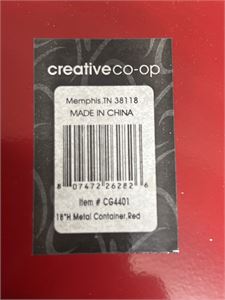 creativeco-op
Memphis, TN 38118
MADE IN CHINA
8 07472 26282 6
Item # CG4401
18"H Metal Container, Red